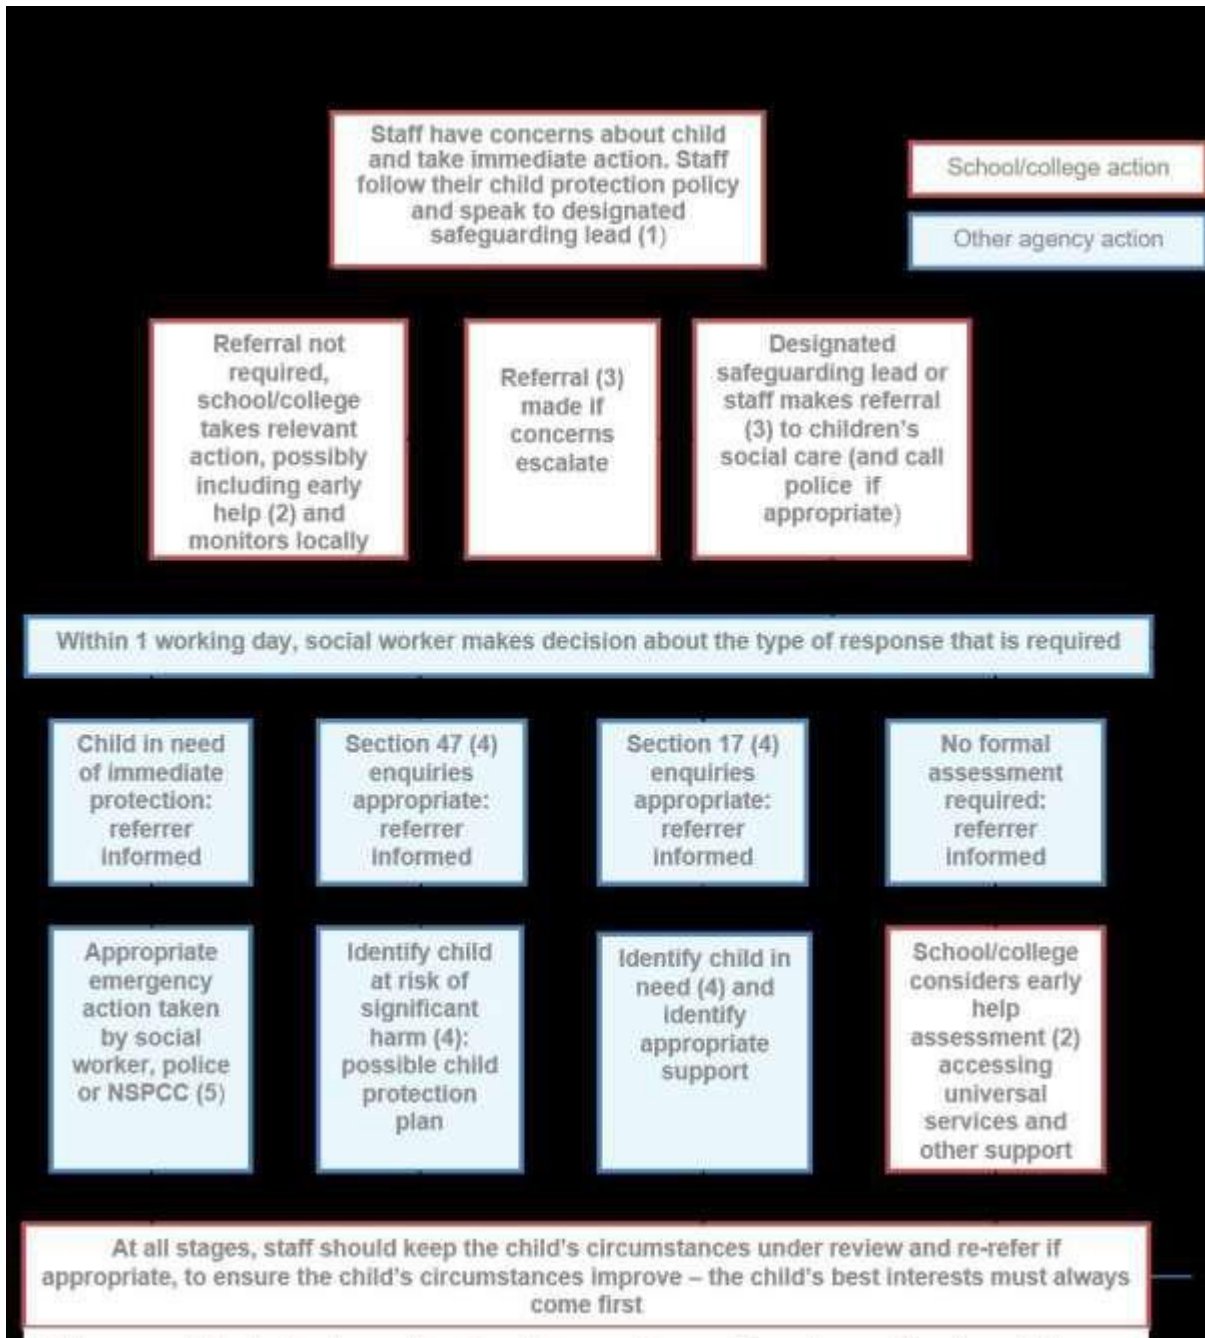 Staff have concerns about child
and take immediate action. Staff
follow their child protection policy
and speak to designated
safeguarding lead (1)
School/college action
Other agency action
Referral not
required,
school/college
takes relevant
action, possibly
including early
help (2) and
monitors locally
Referral (3)
made if
concerns
escalate
Designated
safeguarding lead or
staff makes referral
(3) to children's
social care (and call
police if
appropriate)
Within 1 working day, social worker makes decision about the type of response that is required
Child in need
of immediate
protection:
referrer
informed
Section 47 (4)
enquiries
appropriate:
referrer
informed
Section 17 (4)
enquiries
appropriate:
referrer
informed
No formal
assessment
required:
referrer
informed
Appropriate
emergency
action taken
by social
worker, police
or NSPCC (5)
Identify child
at risk of
significant
harm (4):
possible child
protection
plan
Identify child in
need (4) and
identify
appropriate
support
School/college
considers early
help
assessment (2)
accessing
universal
services and
other support
At all stages, staff should keep the child's circumstances under review and re-refer if
appropriate, to ensure the child's circumstances improve – the child's best interests must always
come first